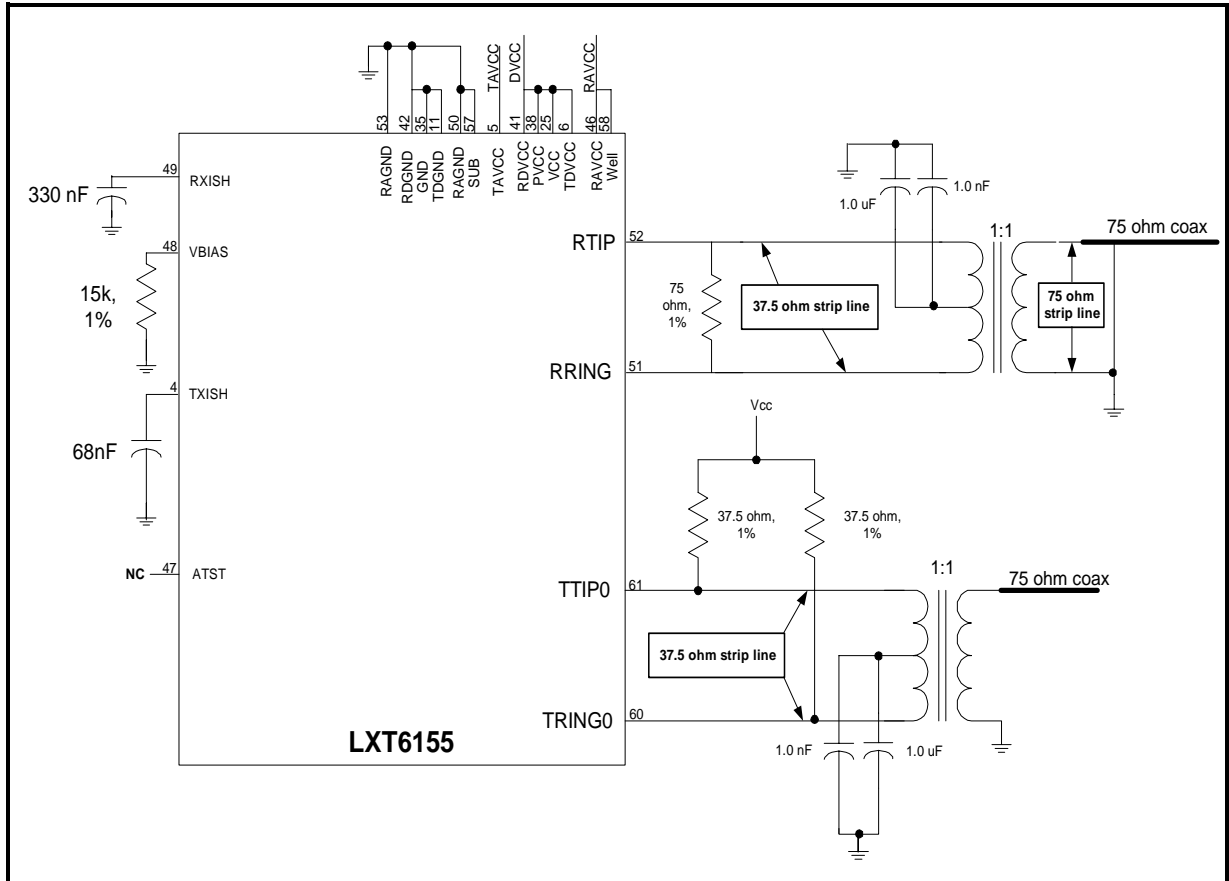 TAVCC
DVCC
RAVCC
53
42
35
11
50
57
5
41
38
25
6
46
58
RAGND
RDGND
GND
TDGND
RAGND
SUB
TAVCC
RDVCC
PVCC
VCC
TDVCC
RAVCC
Well
49
RXISH
330 nF
48
VBIAS
15k,
1%
4
TXISH
68nF
NC
47
ATST
LXT6155
1.0 uF
1.0 nF
RTIP
52
1:1
75 ohm coax
75
ohm,
1%
37.5 ohm strip line
75 ohm
strip line
RRING
51
Vcc
37.5 ohm,
1%
37.5 ohm,
1%
TTIP0
61
1:1
75 ohm coax
37.5 ohm strip line
TRING0
60
1.0 nF
1.0 uF